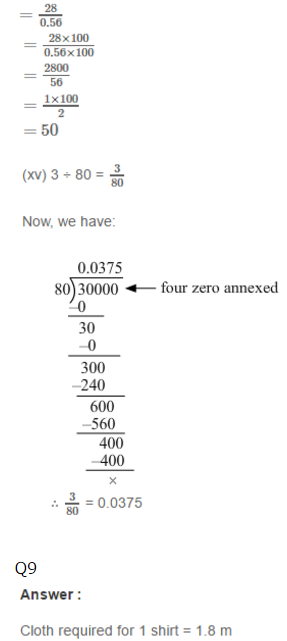 = 28/0.56
= 28×100/0.56×100
= 2800/56
= 1×100/2
= 50
(xv) 3 ÷ 80 = 3/80
Now, we have:
0.0375
80)30000 ← four zero annexed
–0
30
–0
300
–240
600
–560
400
–400
×
∴ 3/80 = 0.0375
Q9
Answer :
Cloth required for 1 shirt = 1.8 m